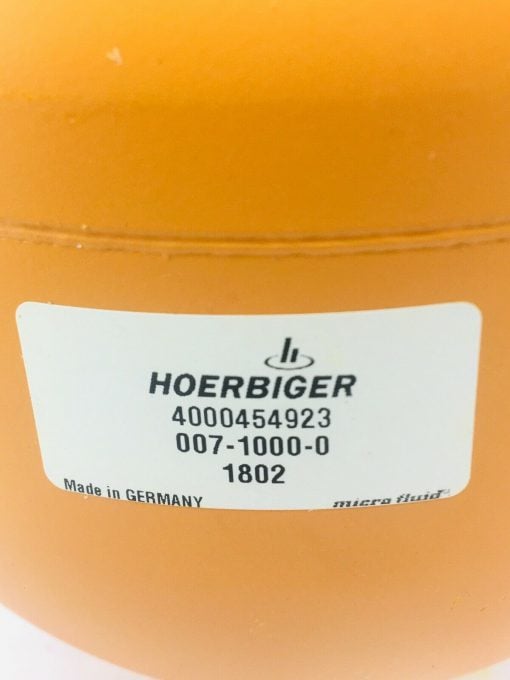 HOERBIGER
4000454923
007-1000-0
1802
Made in GERMANY
micro fluid